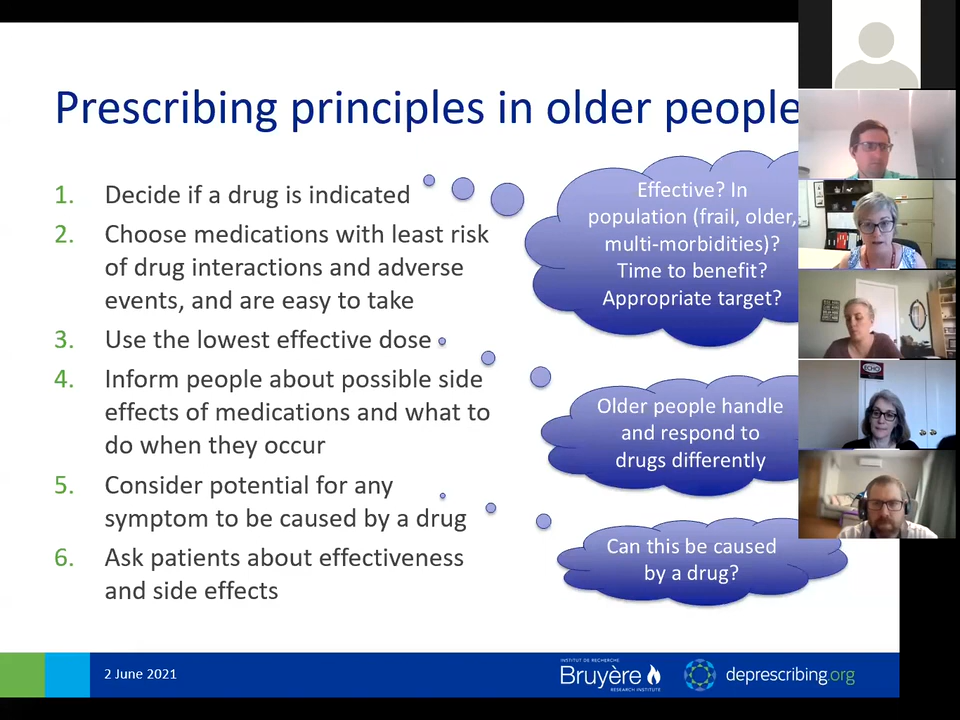 Prescribing principles in older people
1. Decide if a drug is indicated
2. Choose medications with least risk
of drug interactions and adverse
events, and are easy to take
3. Use the lowest effective dose
4. Inform people about possible side
effects of medications and what to
do when they occur
5. Consider potential for any
symptom to be caused by a drug
6. Ask patients about effectiveness
and side effects
Effective? In
population (frail, older,
multi-morbidities)?
Time to benefit?
Appropriate target?
Older people handle
and respond to
drugs differently
Can this be caused
by a drug?
2 June 2021
INSTITUT DE RECHERCHE
Bruyère
RESEARCH INSTITUTE
deprescribing.org